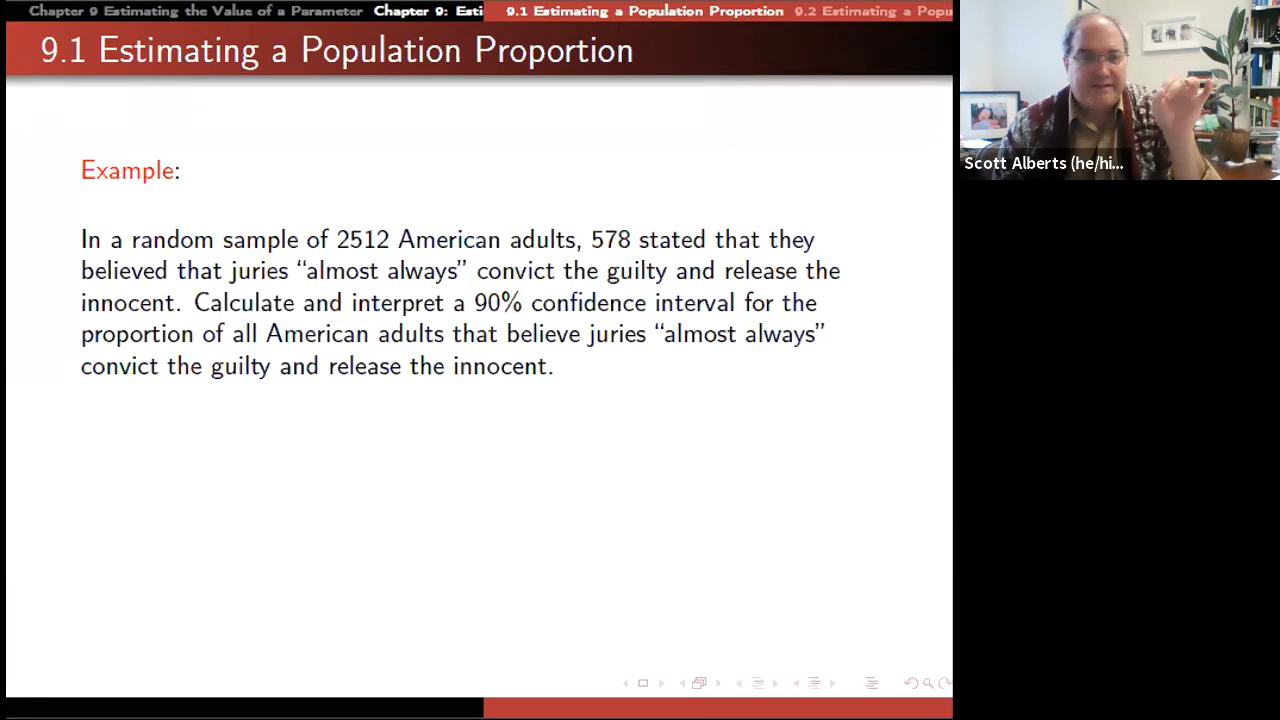 Chapter 9 Estimating the Value of a Parameter Chapter 9: Esti 9.1 Estimating a Population Proportion 9.2 Estimating a Popu
9.1 Estimating a Population Proportion
Example:
In a random sample of 2512 American adults, 578 stated that they
believed that juries “almost always” convict the guilty and release the
innocent. Calculate and interpret a 90% confidence interval for the
proportion of all American adults that believe juries “almost always”
convict the guilty and release the innocent.
Scott Alberts (he/hi...